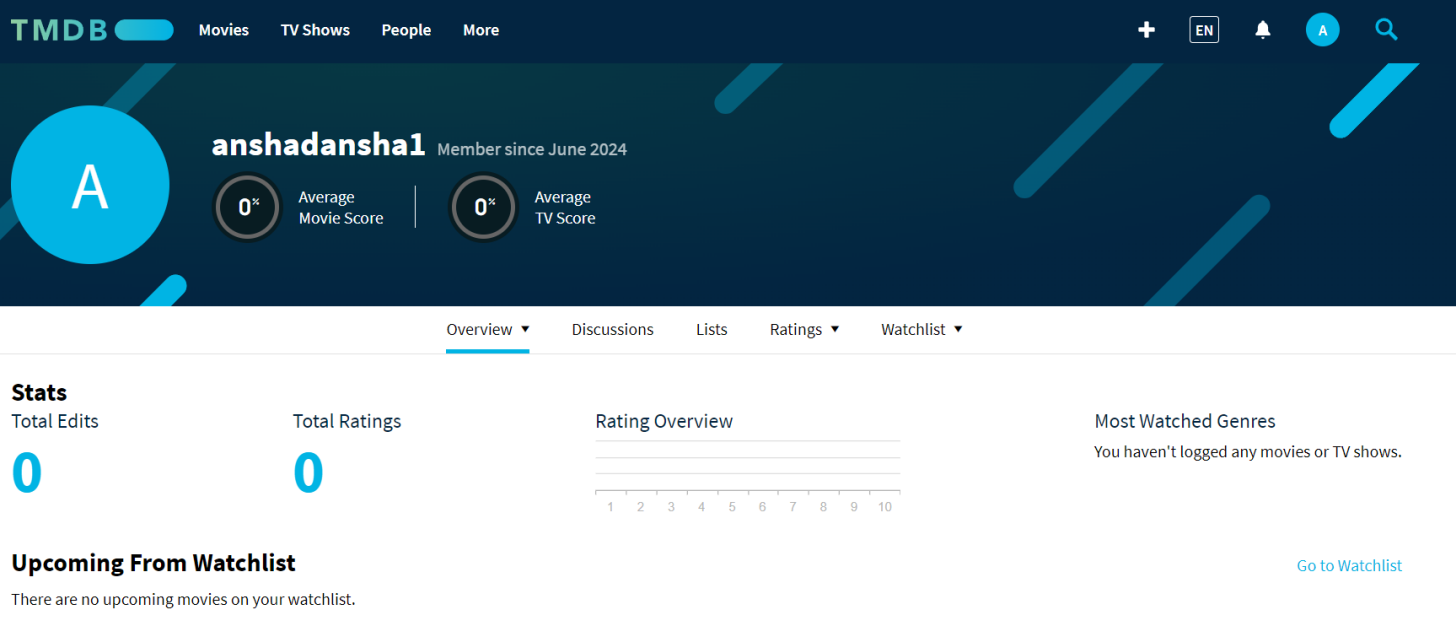 TMDB Movies TV Shows People More EN A
A
anshadansha1 Member since June 2024
0% Average Movie Score
0% Average TV Score
Overview ▼ Discussions Lists Ratings ▼ Watchlist ▼
Stats
Total Edits
0
Total Ratings
0
Rating Overview
1 2 3 4 5 6 7 8 9 10
Most Watched Genres
You haven't logged any movies or TV shows.
Upcoming From Watchlist
Go to Watchlist
There are no upcoming movies on your watchlist.